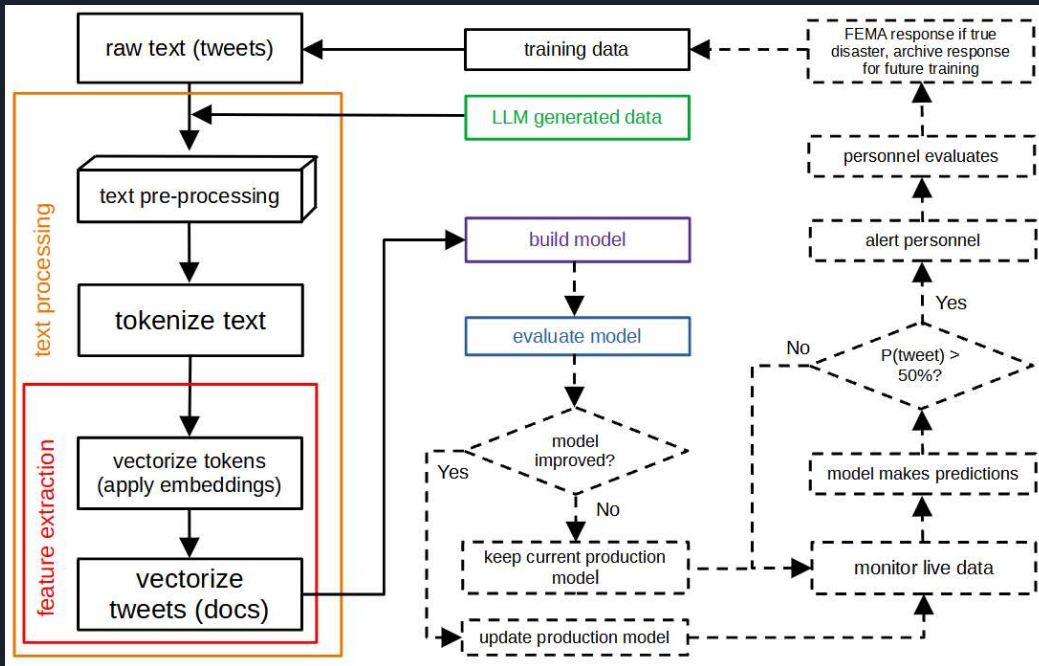 raw text (tweets)
training data
FEMA response if true
disaster, archive response
for future training
LLM generated data
text pre-processing
personnel evaluates
text processing
build model
alert personnel
tokenize text
evaluate model
Yes
No
P(tweet) >
50%?
feature extraction
vectorize tokens
(apply embeddings)
model
improved?
Yes
No
model makes predictions
vectorize
tweets (docs)
keep current production
model
monitor live data
update production model